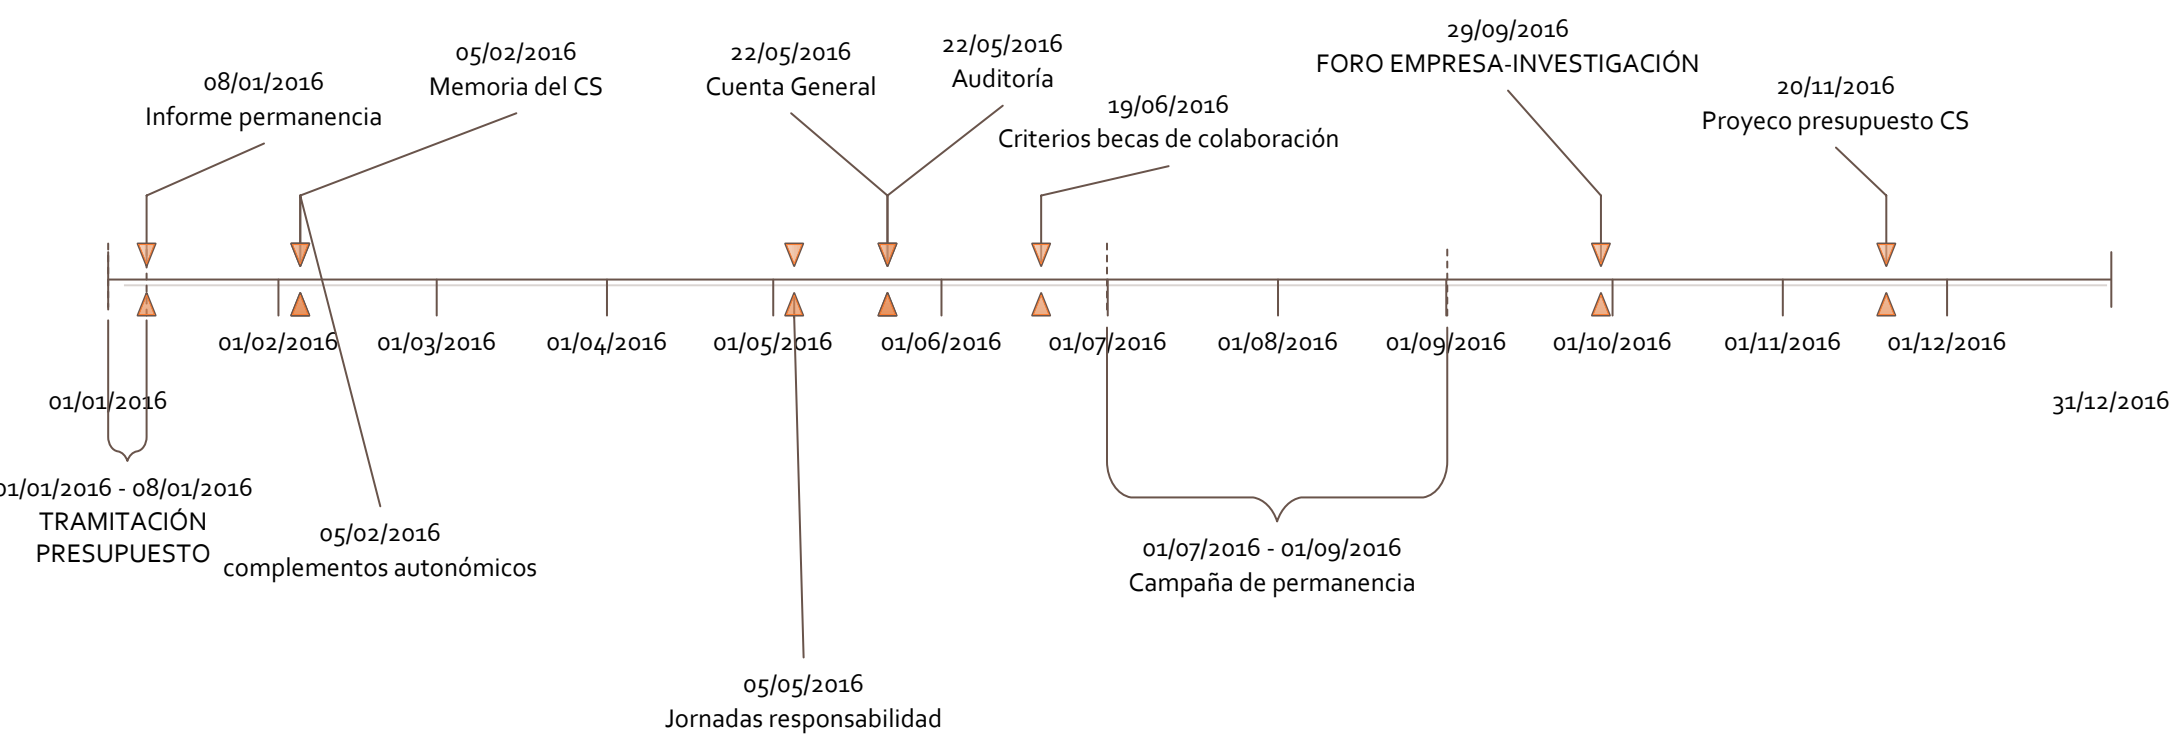 29/09/2016
FORO EMPRESA-INVESTIGACIÓN
22/05/2016
Auditoría
05/02/2016
Memoria del CS
22/05/2016
Cuenta General
08/01/2016
Informe permanencia
20/11/2016
Proyeco presupuesto CS
19/06/2016
Criterios becas de colaboración
01/02/2016
01/03/2016
01/04/2016
01/05/2016
01/06/2016
01/07/2016
01/08/2016
01/09/2016
01/10/2016
01/11/2016
01/12/2016
01/01/2016
31/12/2016
01/01/2016 - 08/01/2016
TRAMITACIÓN
PRESUPUESTO
05/02/2016
complementos autonómicos
01/07/2016 - 01/09/2016
Campaña de permanencia
05/05/2016
Jornadas responsabilidad